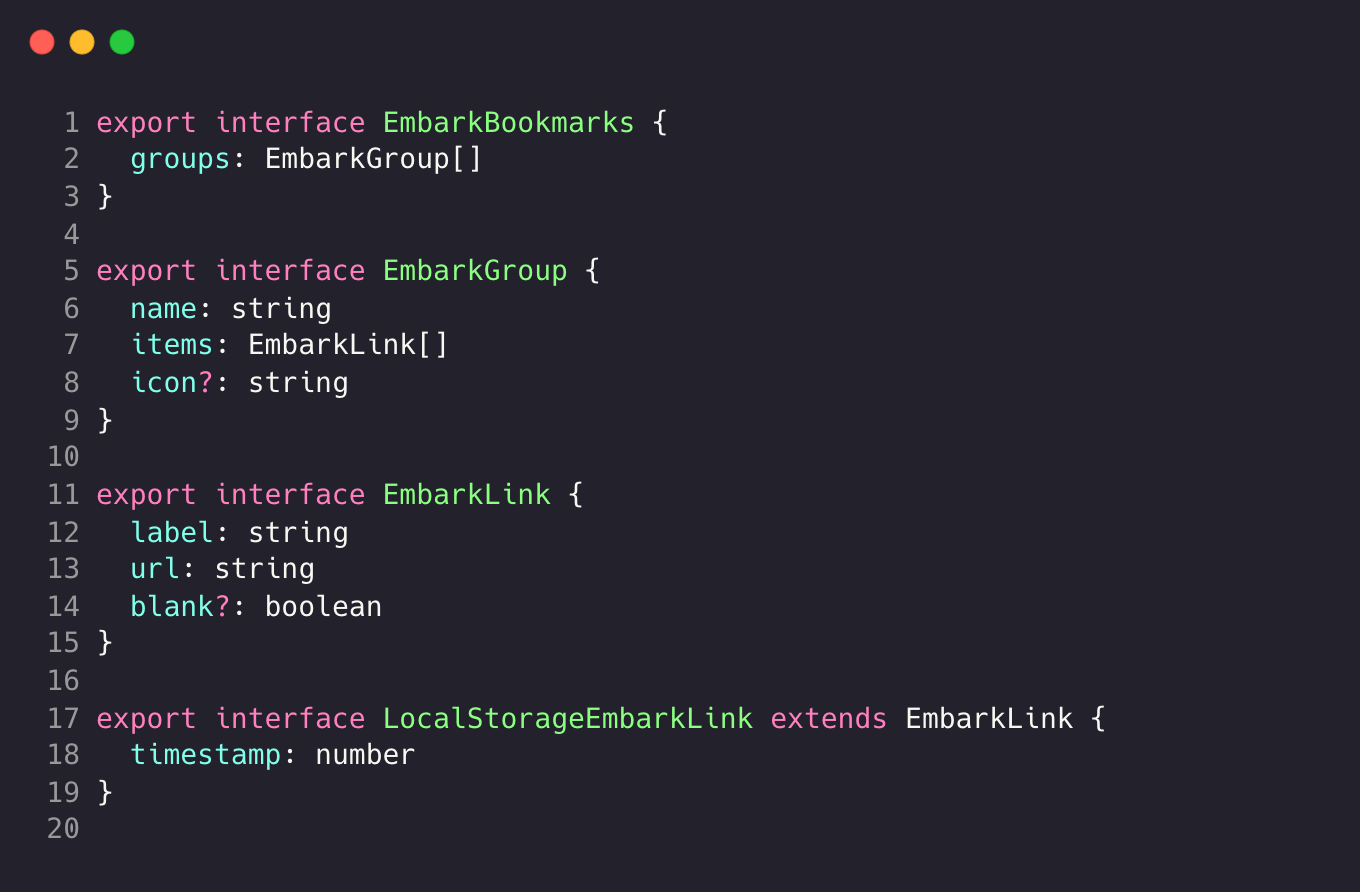 1 export interface EmbarkBookmarks {
2   groups: EmbarkGroup[]
3 }
4
5 export interface EmbarkGroup {
6   name: string
7   items: EmbarkLink[]
8   icon?: string
9 }
10
11 export interface EmbarkLink {
12   label: string
13   url: string
14   blank?: boolean
15 }
16
17 export interface LocalStorageEmbarkLink extends EmbarkLink {
18   timestamp: number
19 }
20